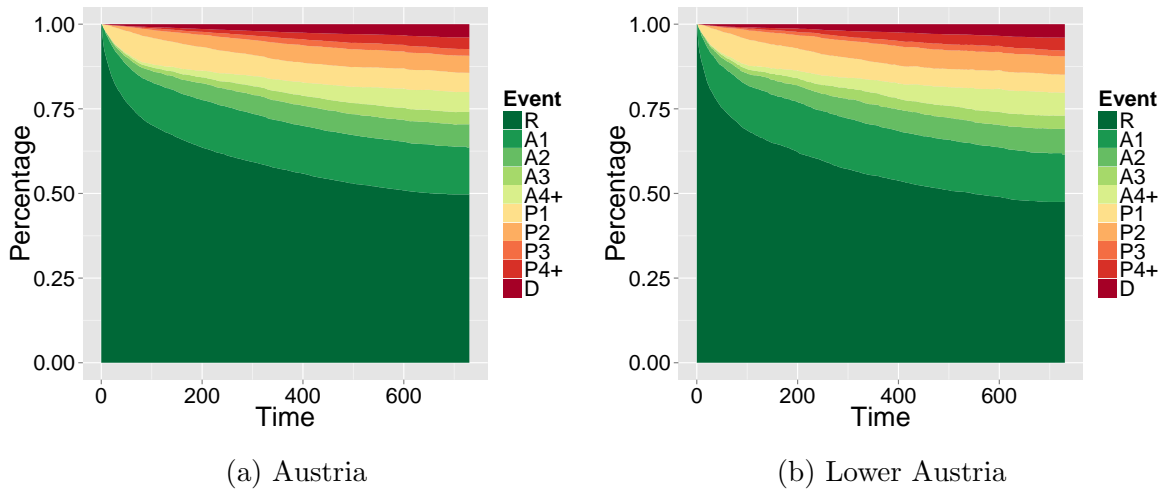 1.00
0.75
0.50
0.25
0.00
Percentage
0 200 400 600
Time
Event
R
A1
A2
A3
A4+
P1
P2
P3
P4+
D
(a) Austria
1.00
0.75
0.50
0.25
0.00
Percentage
0 200 400 600
Time
Event
R
A1
A2
A3
A4+
P1
P2
P3
P4+
D
(b) Lower Austria